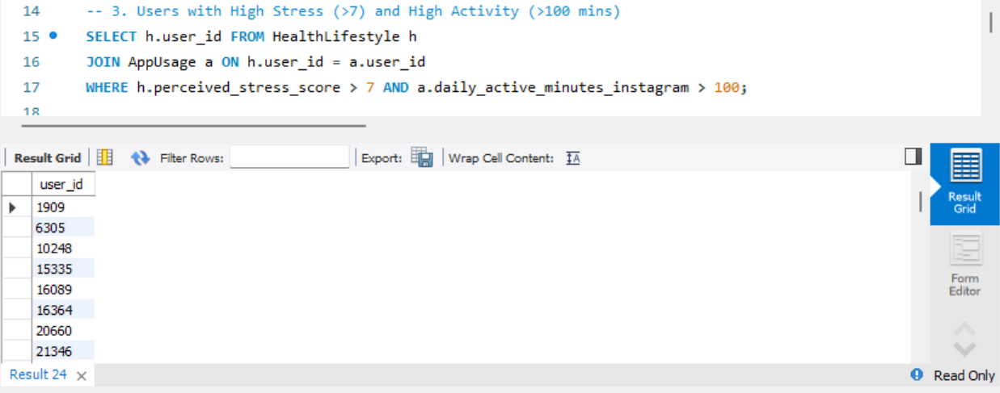 14 -- 3. Users with High Stress (>7) and High Activity (>100 mins)
15 SELECT h.user_id FROM HealthLifestyle h
16 JOIN AppUsage a ON h.user_id = a.user_id
17 WHERE h.perceived_stress_score > 7 AND a.daily_active_minutes_instagram > 100;
18
Result Grid Filter Rows: Export: Wrap Cell Content: IA
user_id
1909
6305
10248
15335
16089
16364
20660
21346
Result
Grid
Form
Editor
Result 24 × Read Only